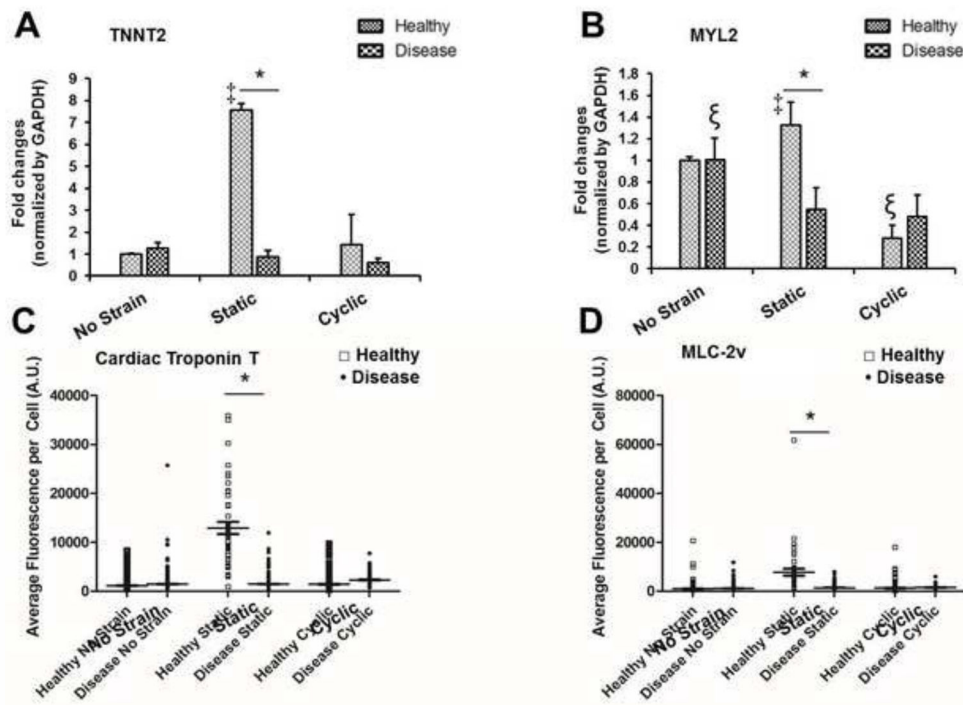 A
TNNT2
Healthy
Disease
Fold changes
(normalized by GAPDH)
9
8
7
6
5
4
3
2
1
0
‡
*
No Strain
Static
Cyclic
B
MYL2
Healthy
Disease
Fold changes
(normalized by GAPDH)
1.8
1.6
1.4
1.2
1
0.8
0.6
0.4
0.2
0
ξ
‡
*
ξ
No Strain
Static
Cyclic
C
Cardiac Troponin T
Healthy
Disease
Average Fluorescence per Cell (A.U.)
40000
30000
20000
10000
0
*
Healthy No Strain
No Strain
Disease No Strain
Healthy Static
Static
Disease Static
Healthy Cyclic
Cyclic
Disease Cyclic
D
MLC-2v
Healthy
Disease
Average Fluorescence per Cell (A.U.)
80000
60000
40000
20000
0
*
Healthy No Strain
No Strain
Disease No Strain
Healthy Static
Static
Disease Static
Healthy Cyclic
Cyclic
Disease Cyclic